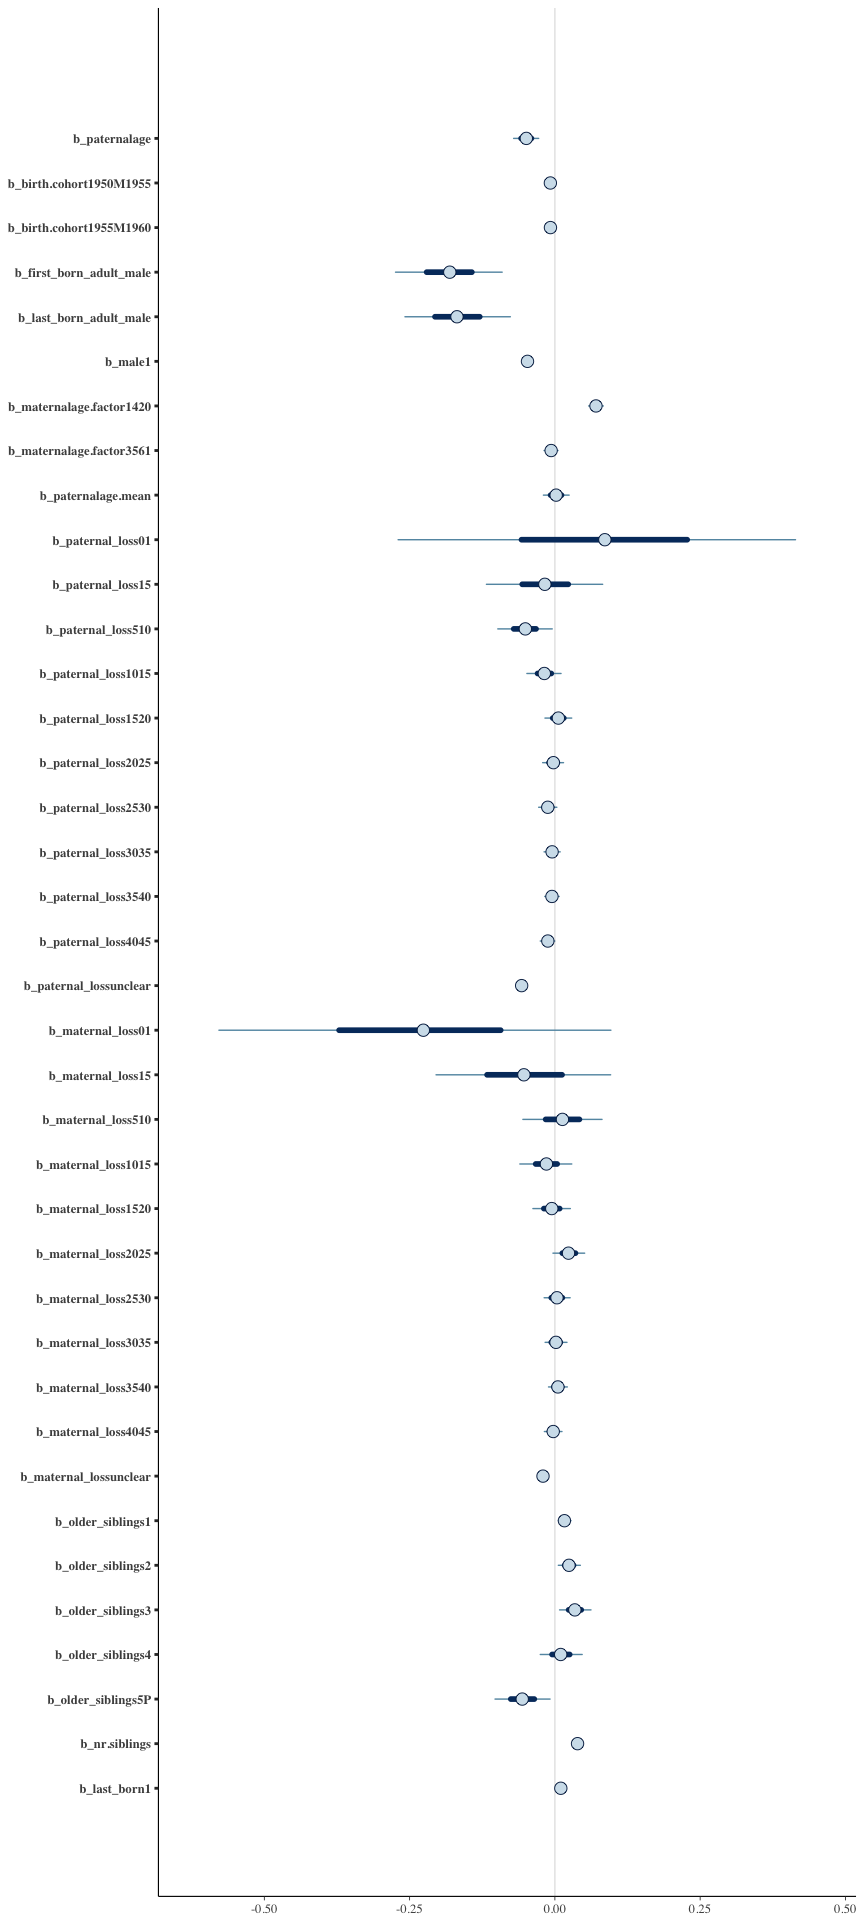 b_paternalage
b_birth.cohort1950M1955
b_birth.cohort1955M1960
b_first_born_adult_male
b_last_born_adult_male
b_male1
b_maternalage.factor1420
b_maternalage.factor3561
b_paternalage.mean
b_paternal_loss01
b_paternal_loss15
b_paternal_loss510
b_paternal_loss1015
b_paternal_loss1520
b_paternal_loss2025
b_paternal_loss2530
b_paternal_loss3035
b_paternal_loss3540
b_paternal_loss4045
b_paternal_lossunclear
b_maternal_loss01
b_maternal_loss15
b_maternal_loss510
b_maternal_loss1015
b_maternal_loss1520
b_maternal_loss2025
b_maternal_loss2530
b_maternal_loss3035
b_maternal_loss3540
b_maternal_loss4045
b_maternal_lossunclear
b_older_siblings1
b_older_siblings2
b_older_siblings3
b_older_siblings4
b_older_siblings5P
b_nr.siblings
b_last_born1
-0.50 -0.25 0.00 0.25 0.50